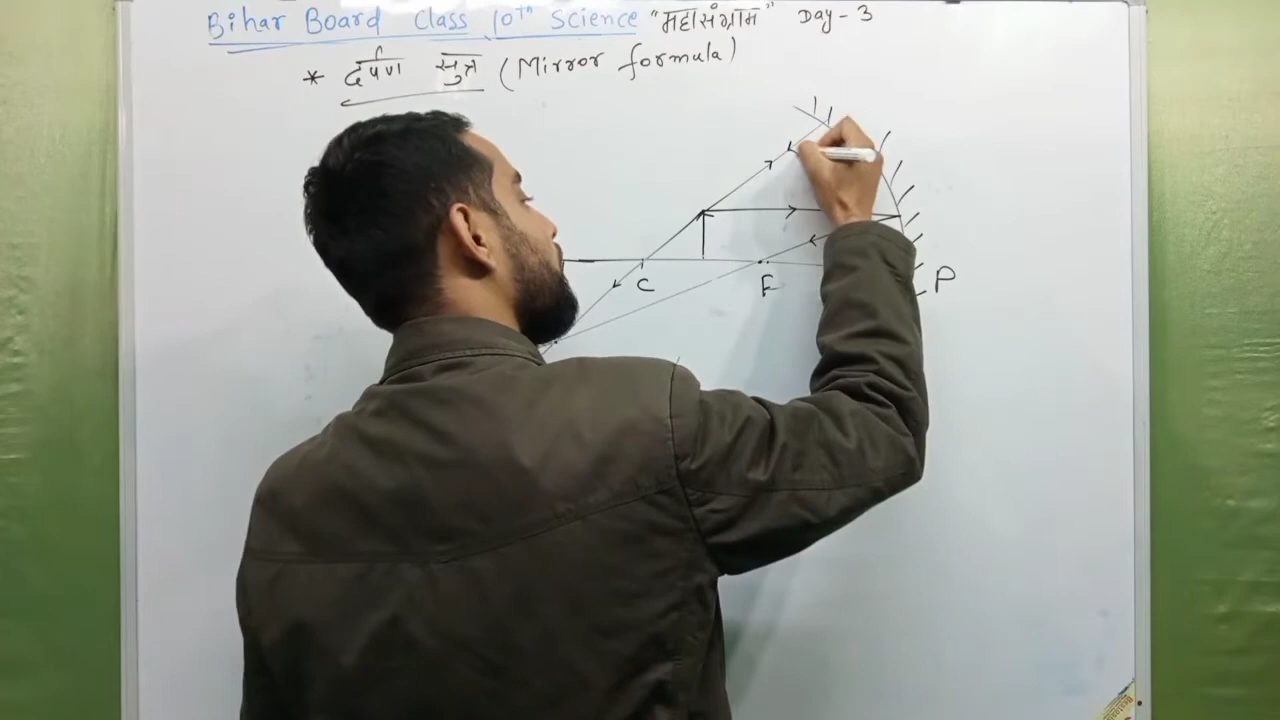 Bihar Board Class 10th Science "महासंग्राम" Day-3
* दर्पण सुत्र (Mirror formula)
C F P